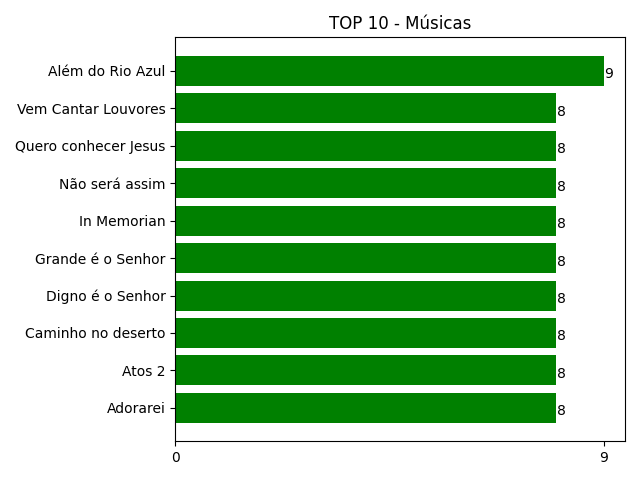 TOP 10 - Músicas
Além do Rio Azul 9
Vem Cantar Louvores 8
Quero conhecer Jesus 8
Não será assim 8
In Memorian 8
Grande é o Senhor 8
Digno é o Senhor 8
Caminho no deserto 8
Atos 2 8
Adorarei 8
0 9